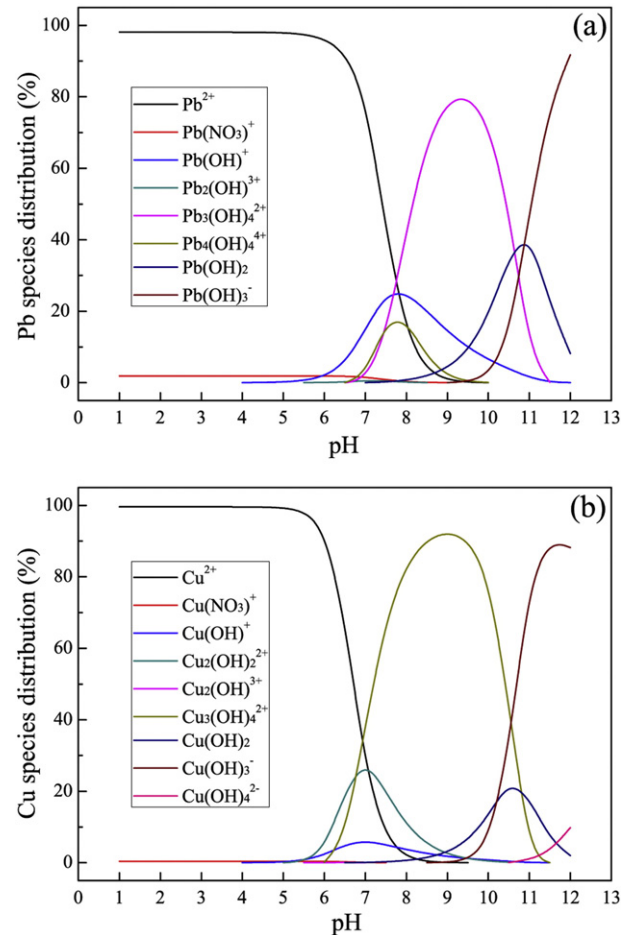 (a)
100
80
60
40
20
0
Pb species distribution (%)
Pb²⁺
Pb(NO₃)⁺
Pb(OH)⁺
Pb₂(OH)³⁺
Pb₃(OH)₄²⁺
Pb₄(OH)₄⁴⁺
Pb(OH)₂
Pb(OH)₃⁻
0 1 2 3 4 5 6 7 8 9 10 11 12 13
pH
(b)
100
80
60
40
20
0
Cu species distribution (%)
Cu²⁺
Cu(NO₃)⁺
Cu(OH)⁺
Cu₂(OH)₂²⁺
Cu₂(OH)³⁺
Cu₃(OH)₄²⁺
Cu(OH)₂
Cu(OH)₃⁻
Cu(OH)₄²⁻
0 1 2 3 4 5 6 7 8 9 10 11 12 13
pH